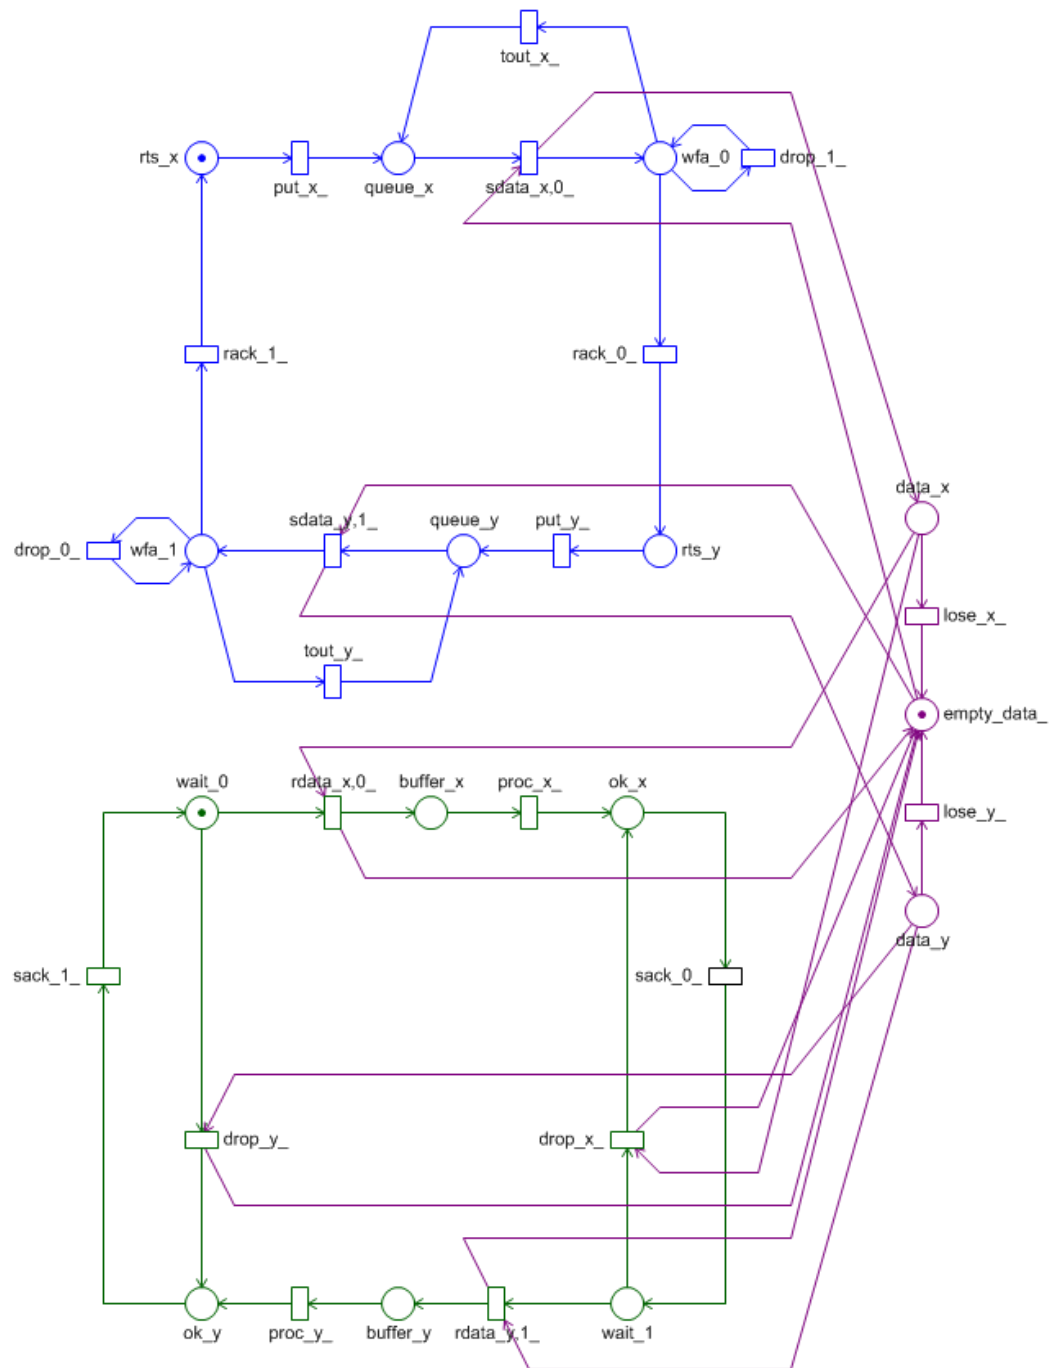 tout_x_
rts_x
put_x_
queue_x
sdata_x,0_
wfa_0
drop_1_
rack_1_
rack_0_
data_x
drop_0_
wfa_1
sdata_y,1_
queue_y
put_y_
rts_y
lose_x_
tout_y_
empty_data_
wait_0
rdata_x,0_
buffer_x
proc_x_
ok_x
lose_y_
data_y
sack_1_
sack_0_
drop_y_
drop_x_
ok_y
proc_y_
buffer_y
rdata_y,1_
wait_1